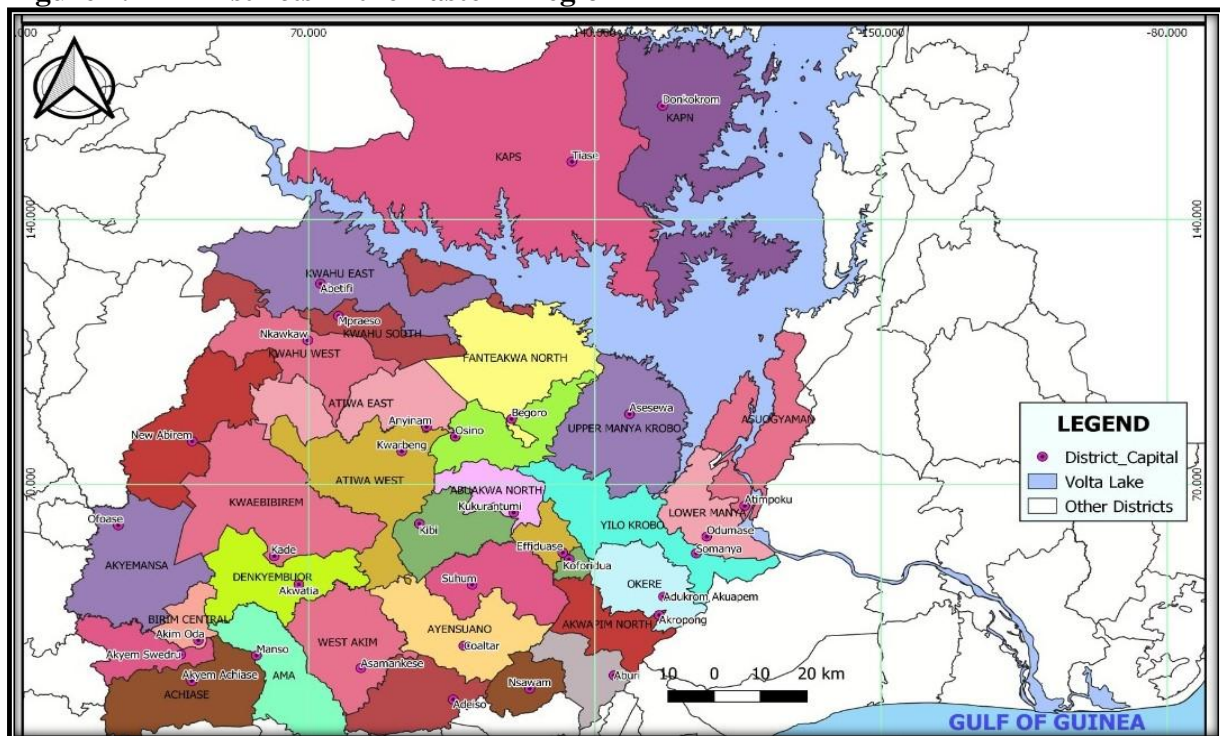 .000
70.000
140.000
-150.000
-80.000
Donkokrom
KAPN
KAPS
Tiase
140.000
140.000
KWAHU EAST
Abetifi
Mpraeso
KWAHU SOUTH
Nkawkaw
KWAHU WEST
FANTEAKWA NORTH
ATIWA EAST
Anyinam
Begoro
Osino
Asesewa
UPPER MANYA KROBO
ASUOGYAMAN
New Abirem
Kwarbeng
ATIWA WEST
KWAEBIBIREM
ABUAKWA NORTH
Kukurantumi
70.000
70.000
LOWER MANYA
Atimpoku
Ofoase
AKYEMANSA
Kibi
YILO KROBO
Odumase
Somanya
Kade
DENKYEMBUOR
Akwatia
Effiduase
Koforidua
Suhum
OKERE
Adukrom Akuapem
BIRIM CENTRAL
Akim Oda
WEST AKIM
AYENSUANO
Coaltar
AKWAPIM NORTH
Akropong
Akyem Swedru
Manso
Akyem Achiase
ACHIASE
AMA
Asamankese
Adeiso
Nsawam
Aburi
10 0 10 20 km
LEGEND
District_Capital
Volta Lake
Other Districts
GULF OF GUINEA